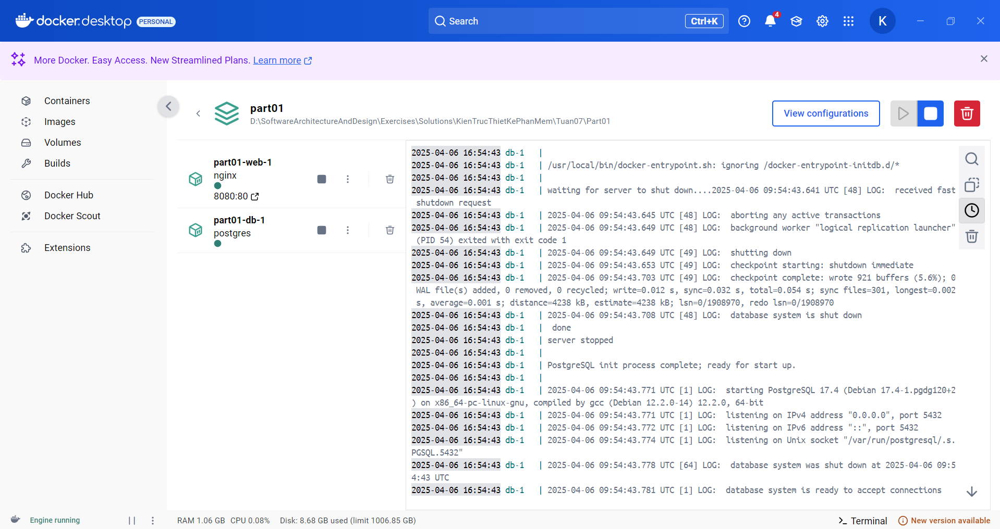 docker.desktop PERSONAL
Search
Ctrl+K
4
K
More Docker. Easy Access. New Streamlined Plans. Learn more
Containers
Images
Volumes
Builds
Docker Hub
Docker Scout
Extensions
part01
D:\SoftwareArchitectureAndDesign\Exercises\Solutions\KienTrucThietKePhanMem\Tuan07\Part01
View configurations
part01-web-1
nginx
8080:80
part01-db-1
postgres
2025-04-06 16:54:43 db-1   |
2025-04-06 16:54:43 db-1   | /usr/local/bin/docker-entrypoint.sh: ignoring /docker-entrypoint-initdb.d/*
2025-04-06 16:54:43 db-1   |
2025-04-06 16:54:43 db-1   | waiting for server to shut down....2025-04-06 09:54:43.641 UTC [48] LOG:  received fast
shutdown request
2025-04-06 16:54:43 db-1   | 2025-04-06 09:54:43.645 UTC [48] LOG:  aborting any active transactions
2025-04-06 16:54:43 db-1   | 2025-04-06 09:54:43.649 UTC [48] LOG:  background worker "logical replication launcher"
(PID 54) exited with exit code 1
2025-04-06 16:54:43 db-1   | 2025-04-06 09:54:43.649 UTC [49] LOG:  shutting down
2025-04-06 16:54:43 db-1   | 2025-04-06 09:54:43.653 UTC [49] LOG:  checkpoint starting: shutdown immediate
2025-04-06 16:54:43 db-1   | 2025-04-06 09:54:43.703 UTC [49] LOG:  checkpoint complete: wrote 921 buffers (5.6%); 0
WAL file(s) added, 0 removed, 0 recycled; write=0.012 s, sync=0.032 s, total=0.054 s; sync files=301, longest=0.002
s, average=0.001 s; distance=4238 kB, estimate=4238 kB; lsn=0/1908970, redo lsn=0/1908970
2025-04-06 16:54:43 db-1   | 2025-04-06 09:54:43.708 UTC [48] LOG:  database system is shut down
2025-04-06 16:54:43 db-1   |  done
2025-04-06 16:54:43 db-1   | server stopped
2025-04-06 16:54:43 db-1   |
2025-04-06 16:54:43 db-1   | PostgreSQL init process complete; ready for start up.
2025-04-06 16:54:43 db-1   |
2025-04-06 16:54:43 db-1   | 2025-04-06 09:54:43.771 UTC [1] LOG:  starting PostgreSQL 17.4 (Debian 17.4-1.pgdg120+2
) on x86_64-pc-linux-gnu, compiled by gcc (Debian 12.2.0-14) 12.2.0, 64-bit
2025-04-06 16:54:43 db-1   | 2025-04-06 09:54:43.771 UTC [1] LOG:  listening on IPv4 address "0.0.0.0", port 5432
2025-04-06 16:54:43 db-1   | 2025-04-06 09:54:43.772 UTC [1] LOG:  listening on IPv6 address "::", port 5432
2025-04-06 16:54:43 db-1   | 2025-04-06 09:54:43.774 UTC [1] LOG:  listening on Unix socket "/var/run/postgresql/.s.
PGSQL.5432"
2025-04-06 16:54:43 db-1   | 2025-04-06 09:54:43.778 UTC [64] LOG:  database system was shut down at 2025-04-06 09:5
4:43 UTC
2025-04-06 16:54:43 db-1   | 2025-04-06 09:54:43.781 UTC [1] LOG:  database system is ready to accept connections
Engine running
RAM 1.06 GB  CPU 0.08%  Disk: 8.68 GB used (limit 1006.85 GB)
Terminal
New version available